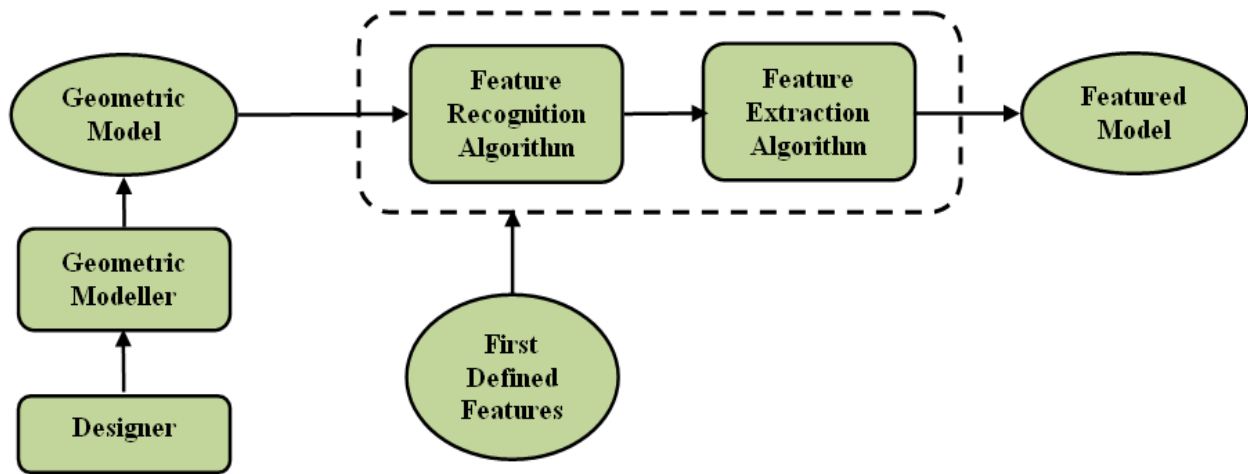 Geometric
Model
Feature
Recognition
Algorithm
Feature
Extraction
Algorithm
Featured
Model
Geometric
Modeller
First
Defined
Features
Designer